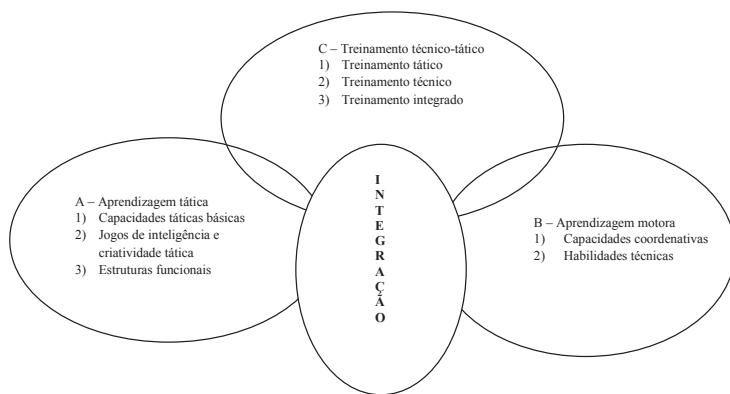 C – Treinamento técnico-tático
1) Treinamento tático
2) Treinamento técnico
3) Treinamento integrado
A – Aprendizagem tática
1) Capacidades táticas básicas
2) Jogos de inteligência e
criatividade tática
3) Estruturas funcionais
I
N
T
E
G
R
A
Ç
Ã
O
B – Aprendizagem motora
1) Capacidades coordenativas
2) Habilidades técnicas